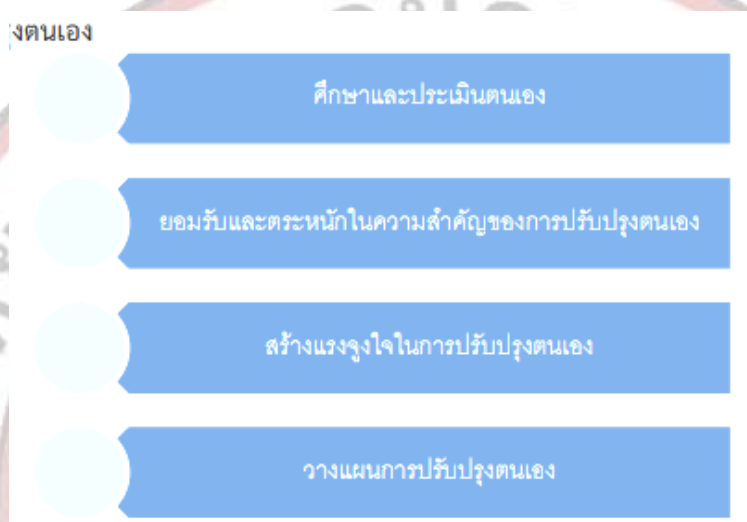 งตนเอง
ศึกษาและประเมินตนเอง
ยอมรับและตระหนักในความสำคัญของการปรับปรุงตนเอง
สร้างแรงจูงใจในการปรับปรุงตนเอง
วางแผนการปรับปรุงตนเอง